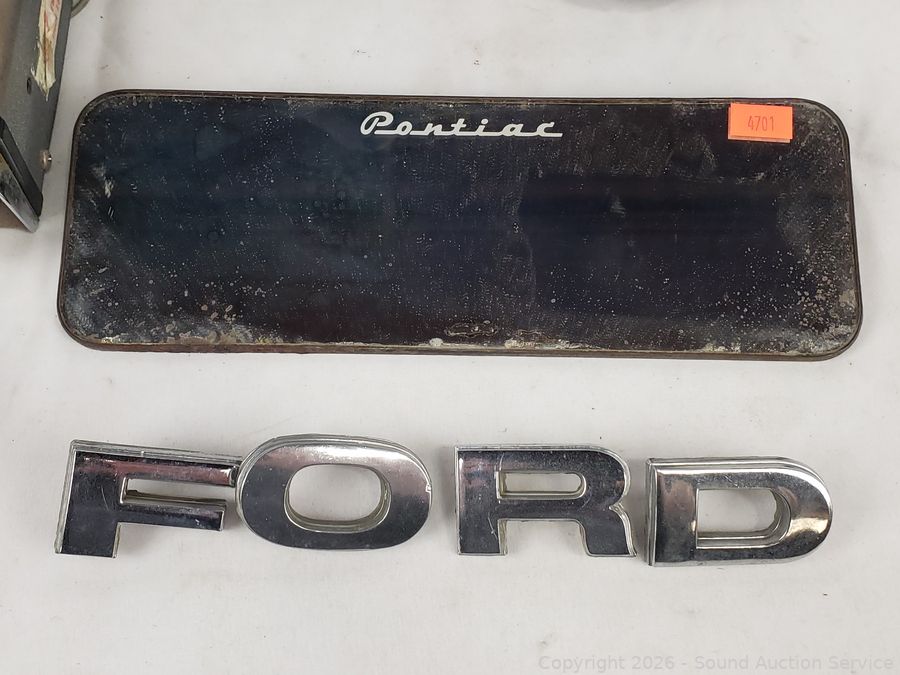 Pontiac
4701
FORD
Copyright 2026 - Sound Auction Service